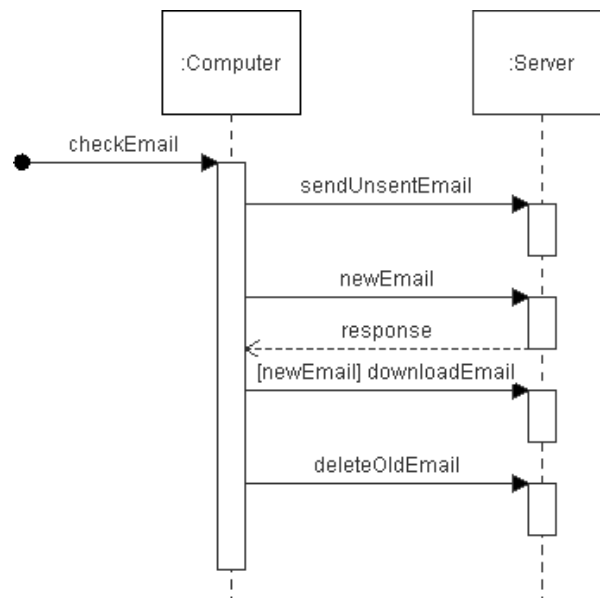 :Computer
:Server
checkEmail
sendUnsentEmail
newEmail
response
[newEmail] downloadEmail
deleteOldEmail